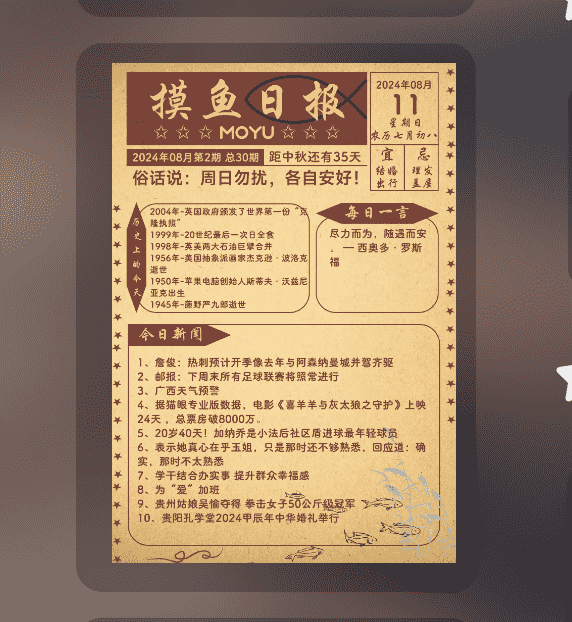 摸鱼日报
MOYU
2024年08月
11
星期日
农历七月初八
宜
忌
结婚
出行
理发
盖屋
2024年08月第2期 总30期
距中秋还有35天
俗话说：周日勿扰，各自安好！
历史上的今天
2004年-英国政府颁发了世界第一份“克
隆执照”
1999年-20世纪最后一次日全食
1998年-英美两大石油巨擘合并
1956年-英国抽象派画家杰克逊·波洛克
逝世
1950年-苹果电脑创始人斯蒂夫·沃兹尼
亚克出生
1945年-藤野严九郎逝世
每日一言
尽力而为，随遇而安
。 — 西奥多·罗斯
福
今日新闻
1、詹俊：热刺预计开季像去年与阿森纳曼城并驾齐驱
2、邮报：下周末所有足球联赛将照常进行
3、广西天气预警
4、据猫眼专业版数据，电影《喜羊羊与灰太狼之守护》上映
24天 ，总票房破8000万。
5、20岁40天！加纳乔是小法后社区盾进球最年轻球员
6、表示她真心在乎玉姐，只是那时还不够熟悉，回应道：确
实，那时不太熟悉
7、学干结合办实事 提升群众幸福感
8、为“爱”加班
9、贵州姑娘吴愉夺得 拳击女子50公斤级冠军
10、贵阳孔学堂2024甲辰年中华婚礼举行